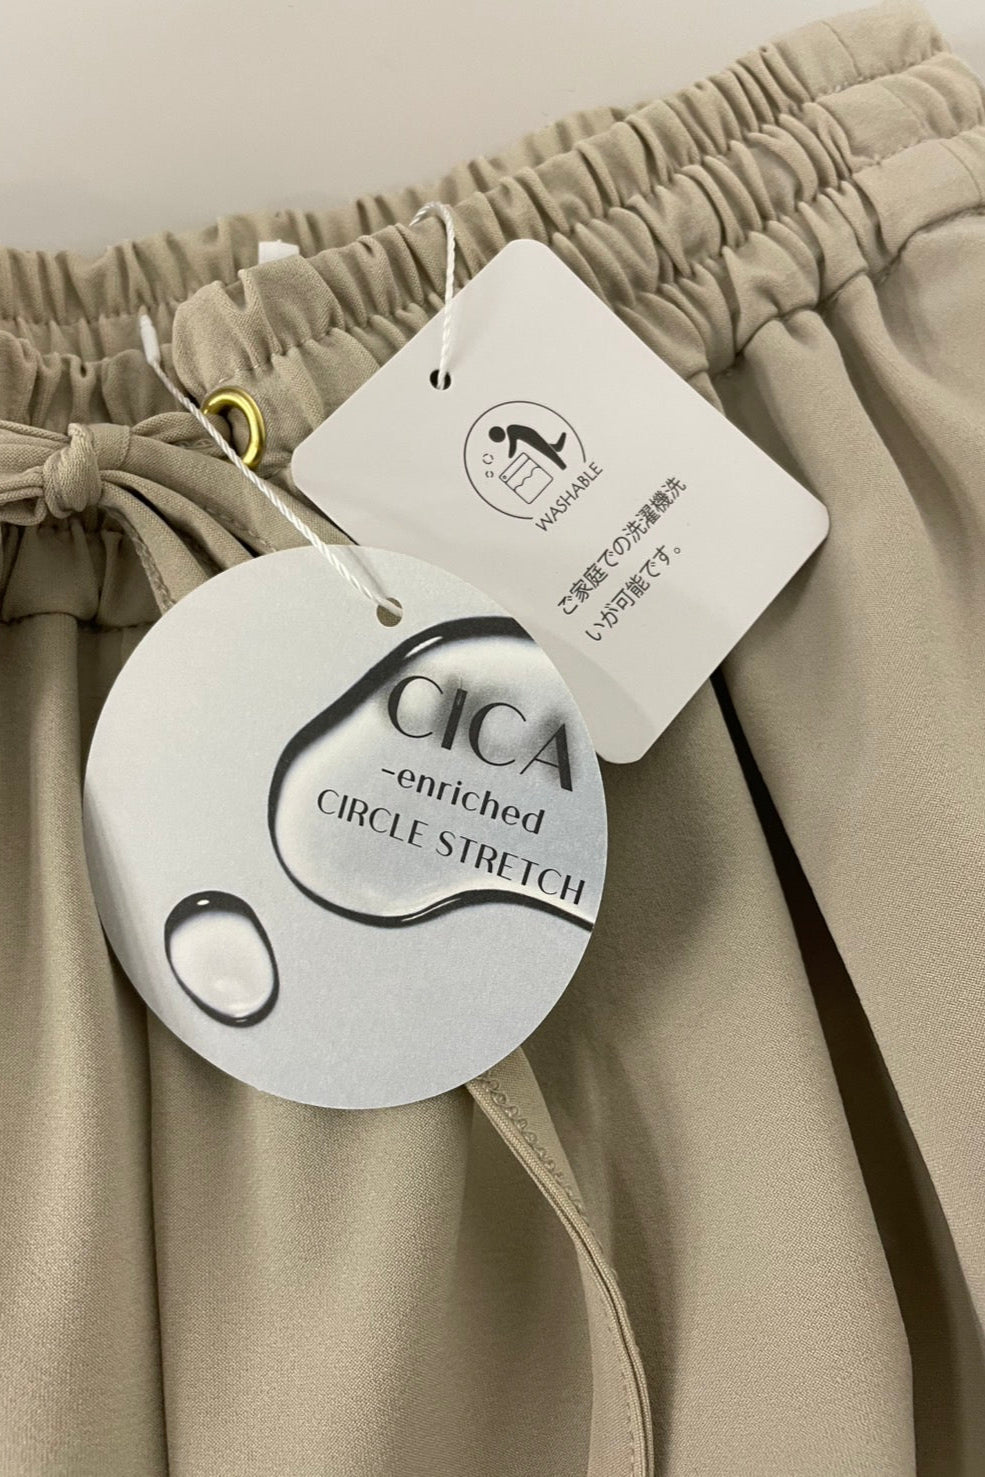 WASHABLE
ご家庭での洗濯機洗
いが可能です。
CICA
-enriched
CIRCLE STRETCH